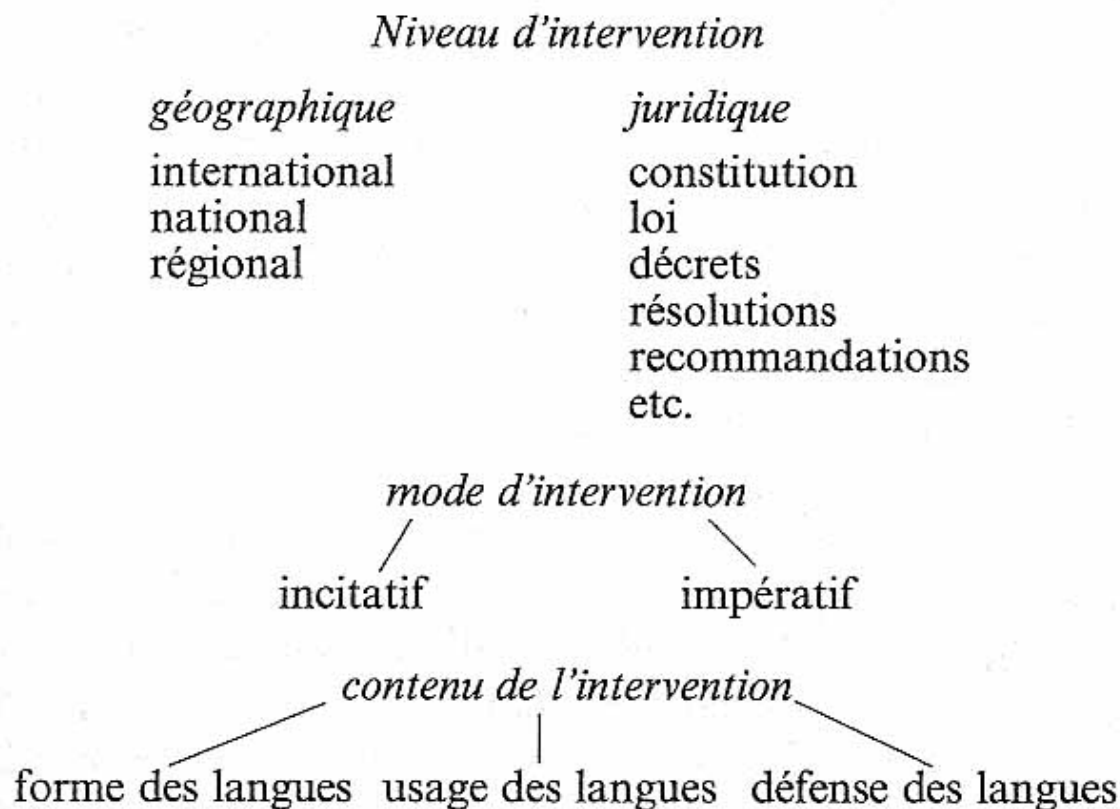 Niveau d'intervention
géographique juridique
international constitution
national loi
régional décrets
résolutions
recommandations
etc.
mode d'intervention
incitatif impératif
contenu de l'intervention
forme des langues usage des langues défense des langues